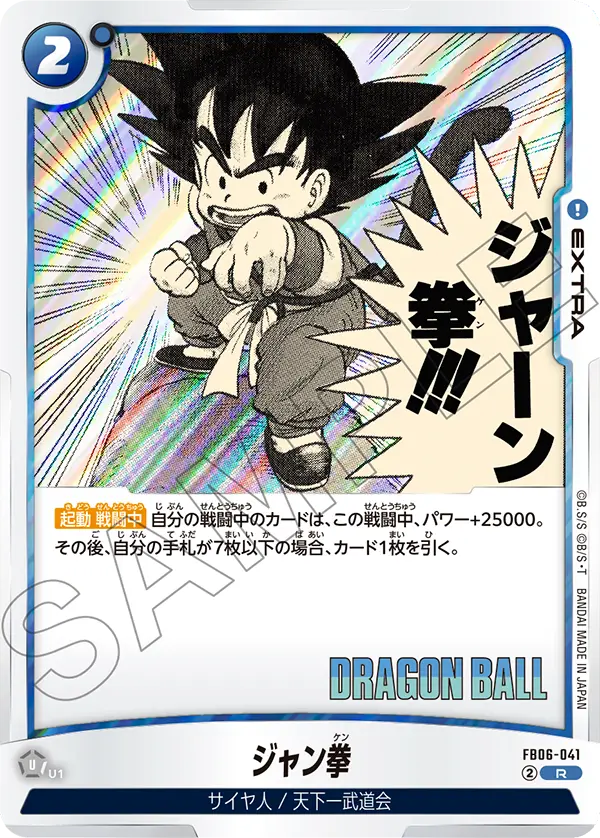 2
! EXTRA
ジャーン
拳!!!
ケン
起動 戦闘中 自分の戦闘中のカードは、この戦闘中、パワー+25000。
その後、自分の手札が7枚以下の場合、カード1枚を引く。
SAMPLE
DRAGON BALL
©B.S/S ©B/S・T BANDAI MADE IN JAPAN
ケン
ジャン拳
FB06-041
U/U1
② R
サイヤ人 / 天下一武道会